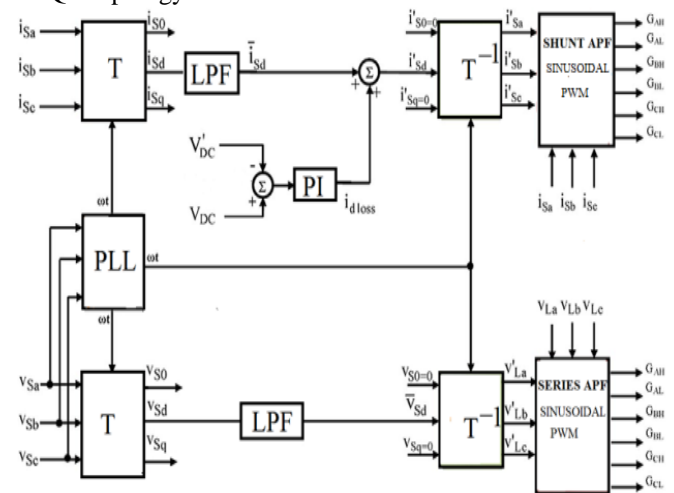 i_Sa
i_Sb
i_Sc
T
i_S0
i_Sd
i_Sq
LPF
i̅_Sd
Σ
+
+
i'_S0=0
i'_Sd
i'_Sq=0
T⁻¹
i'_Sa
i'_Sb
i'_Sc
SHUNT APF
SINUSOIDAL
PWM
G_AH
G_AL
G_BH
G_BL
G_CH
G_CL
i_Sa i_Sb i_Sc
V'_DC
-
Σ
+
V_DC
PI
i_d loss
ωt
PLL
ωt
ωt
v_Sa
v_Sb
v_Sc
T
v_S0
v_Sd
v_Sq
LPF
v_S0=0
v̅_Sd
v_Sq=0
T⁻¹
v'_La
v'_Lb
v'_Lc
v_La v_Lb v_Lc
SERIES APF
SINUSOIDAL
PWM
G_AH
G_AL
G_BH
G_BL
G_CH
G_CL